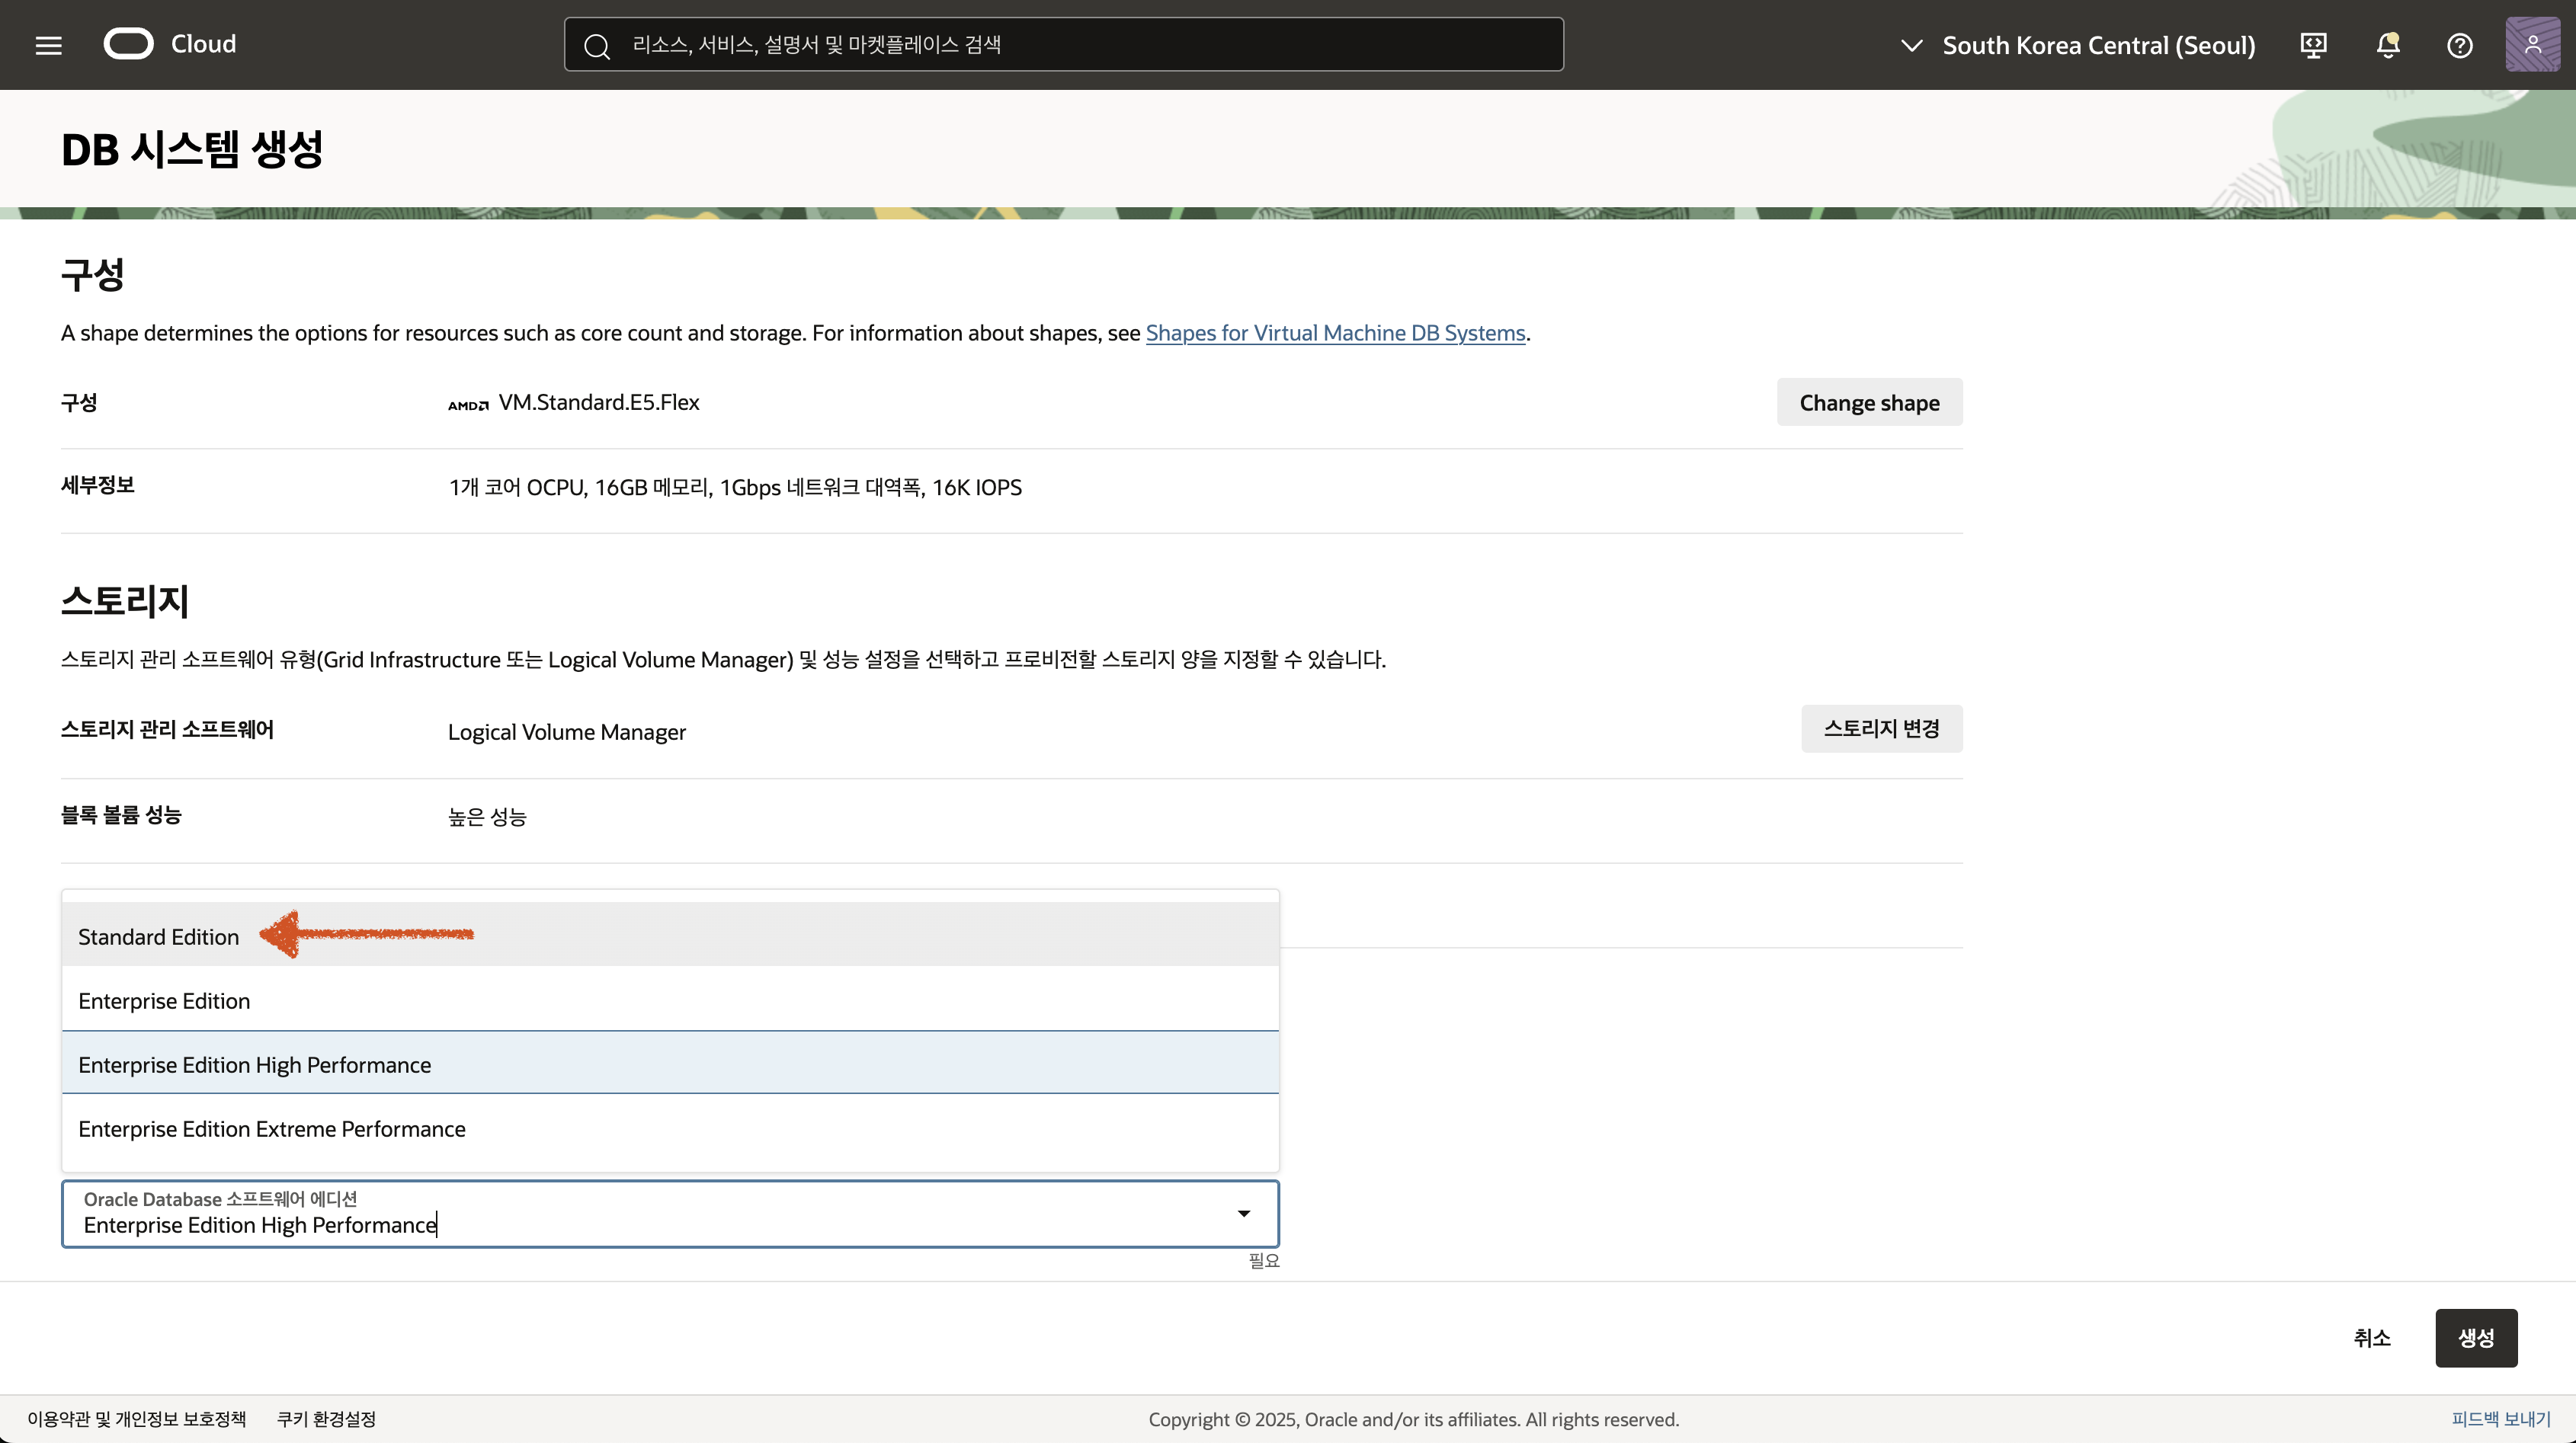 Cloud
리소스, 서비스, 설명서 및 마켓플레이스 검색
South Korea Central (Seoul)
DB 시스템 생성
구성
A shape determines the options for resources such as core count and storage. For information about shapes, see Shapes for Virtual Machine DB Systems.
구성
AMD VM.Standard.E5.Flex
Change shape
세부정보
1개 코어 OCPU, 16GB 메모리, 1Gbps 네트워크 대역폭, 16K IOPS
스토리지
스토리지 관리 소프트웨어 유형(Grid Infrastructure 또는 Logical Volume Manager) 및 성능 설정을 선택하고 프로비전할 스토리지 양을 지정할 수 있습니다.
스토리지 관리 소프트웨어
Logical Volume Manager
스토리지 변경
블록 볼륨 성능
높은 성능
Standard Edition
Enterprise Edition
Enterprise Edition High Performance
Enterprise Edition Extreme Performance
Oracle Database 소프트웨어 에디션
Enterprise Edition High Performance
필요
취소
생성
이용약관 및 개인정보 보호정책
쿠키 환경설정
Copyright © 2025, Oracle and/or its affiliates. All rights reserved.
피드백 보내기